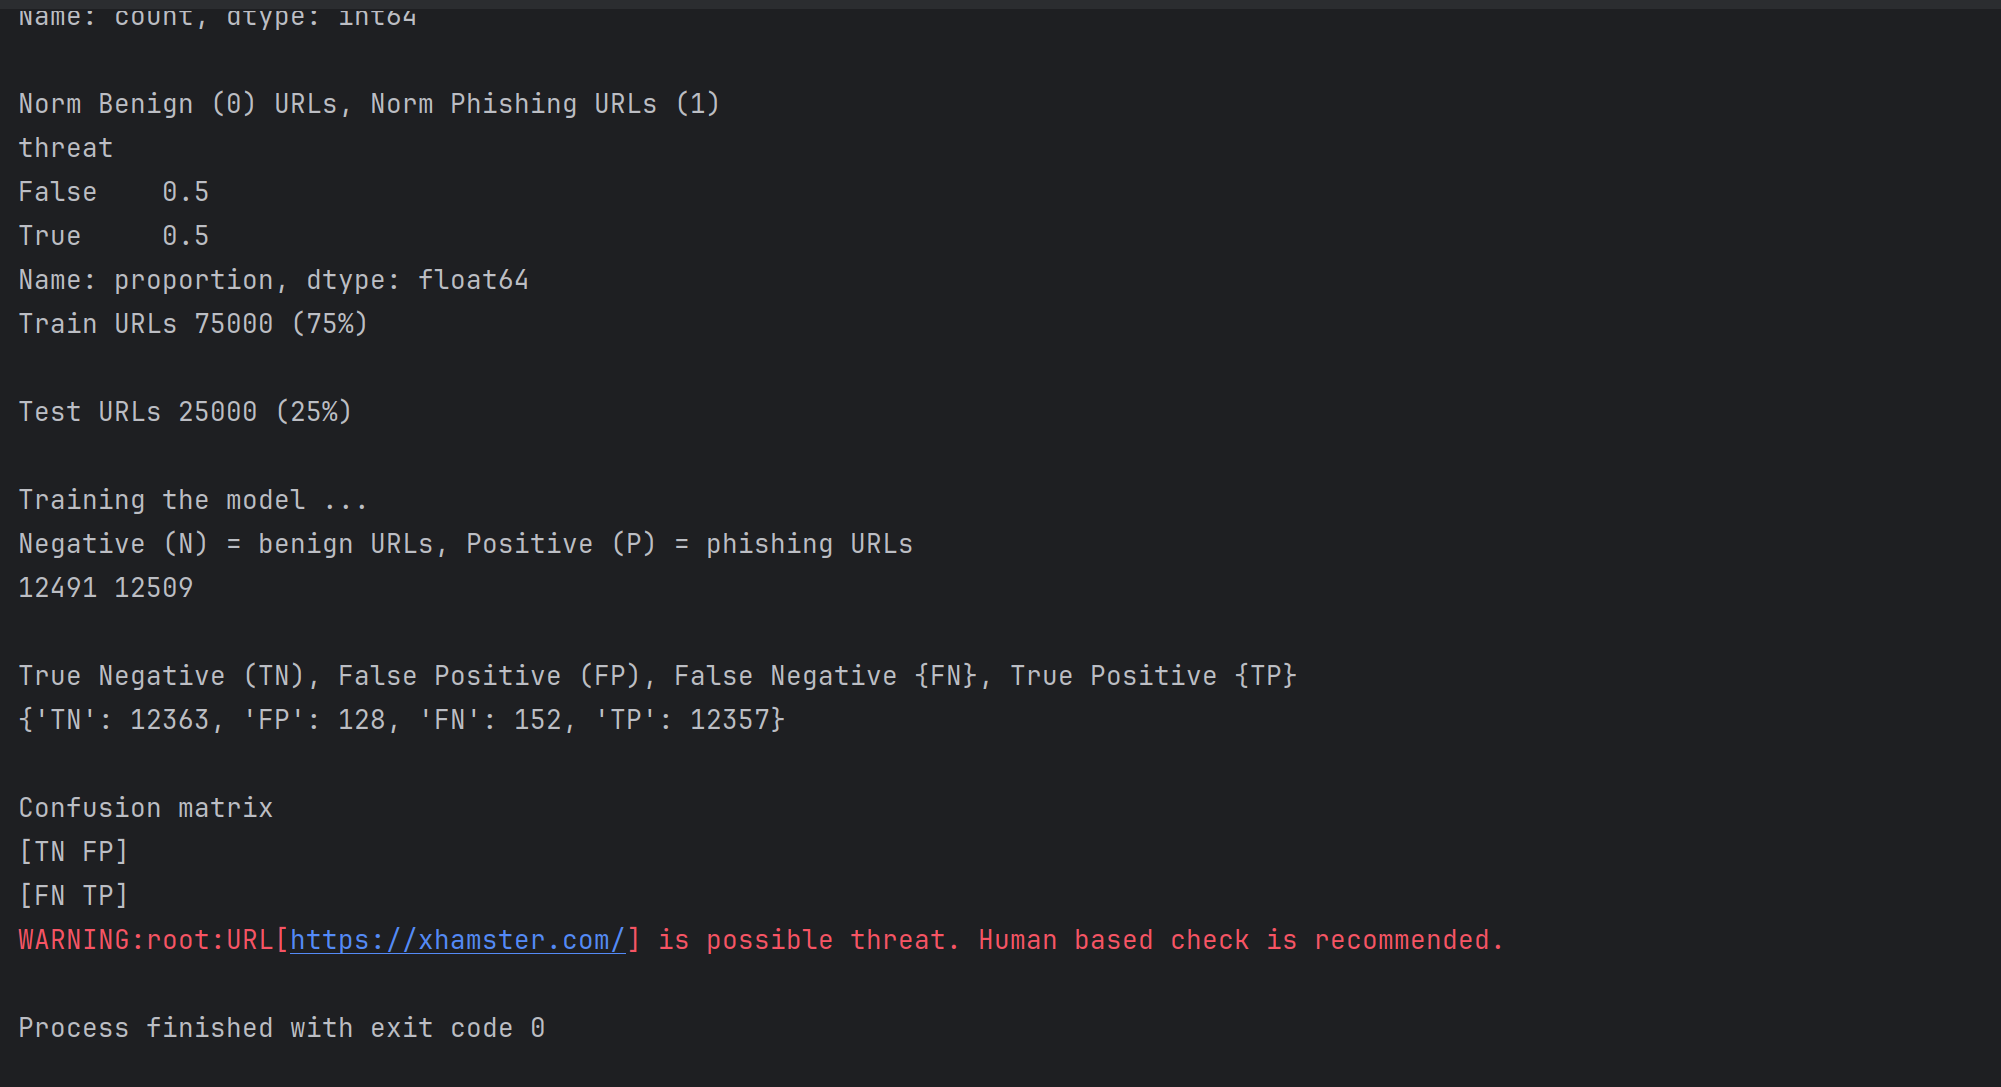 Name: count, dtype: int64
Norm Benign (0) URLs, Norm Phishing URLs (1)
threat
False    0.5
True     0.5
Name: proportion, dtype: float64
Train URLs 75000 (75%)
Test URLs 25000 (25%)
Training the model ...
Negative (N) = benign URLs, Positive (P) = phishing URLs
12491 12509
True Negative (TN), False Positive (FP), False Negative {FN}, True Positive {TP}
{'TN': 12363, 'FP': 128, 'FN': 152, 'TP': 12357}
Confusion matrix
[TN FP]
[FN TP]
WARNING:root:URL[https://xhamster.com/] is possible threat. Human based check is recommended.
Process finished with exit code 0